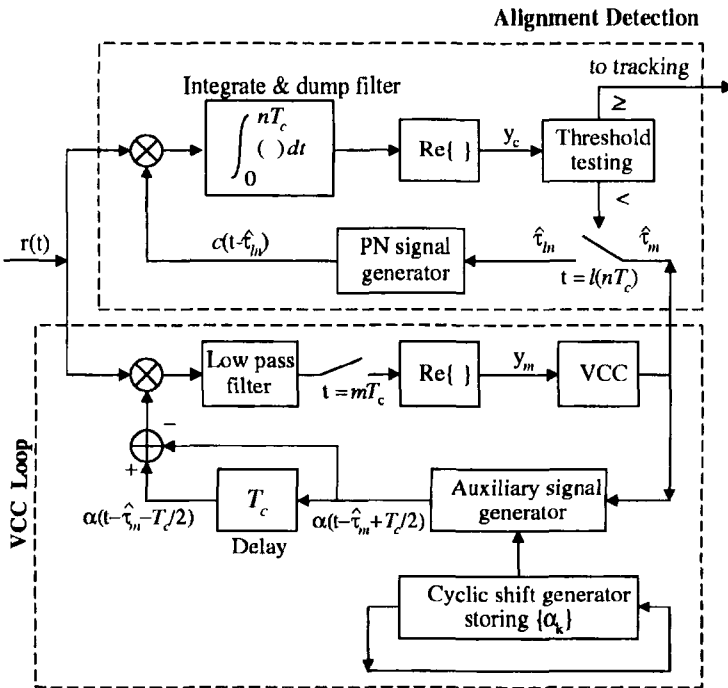 Alignment Detection
to tracking
Integrate & dump filter
∫ nT_c 0 ( ) dt
Re{ }
y_c
Threshold
testing
≥
<
r(t)
c(t-τ̂_ln)
PN signal
generator
τ̂_ln
τ̂_m
t = l(nT_c)
VCC Loop
Low pass
filter
t = mT_c
Re{ }
y_m
VCC
−
+
α(t−τ̂_m−T_c/2)
T_c
Delay
α(t−τ̂_m+T_c/2)
Auxiliary signal
generator
Cyclic shift generator
storing {α_k}